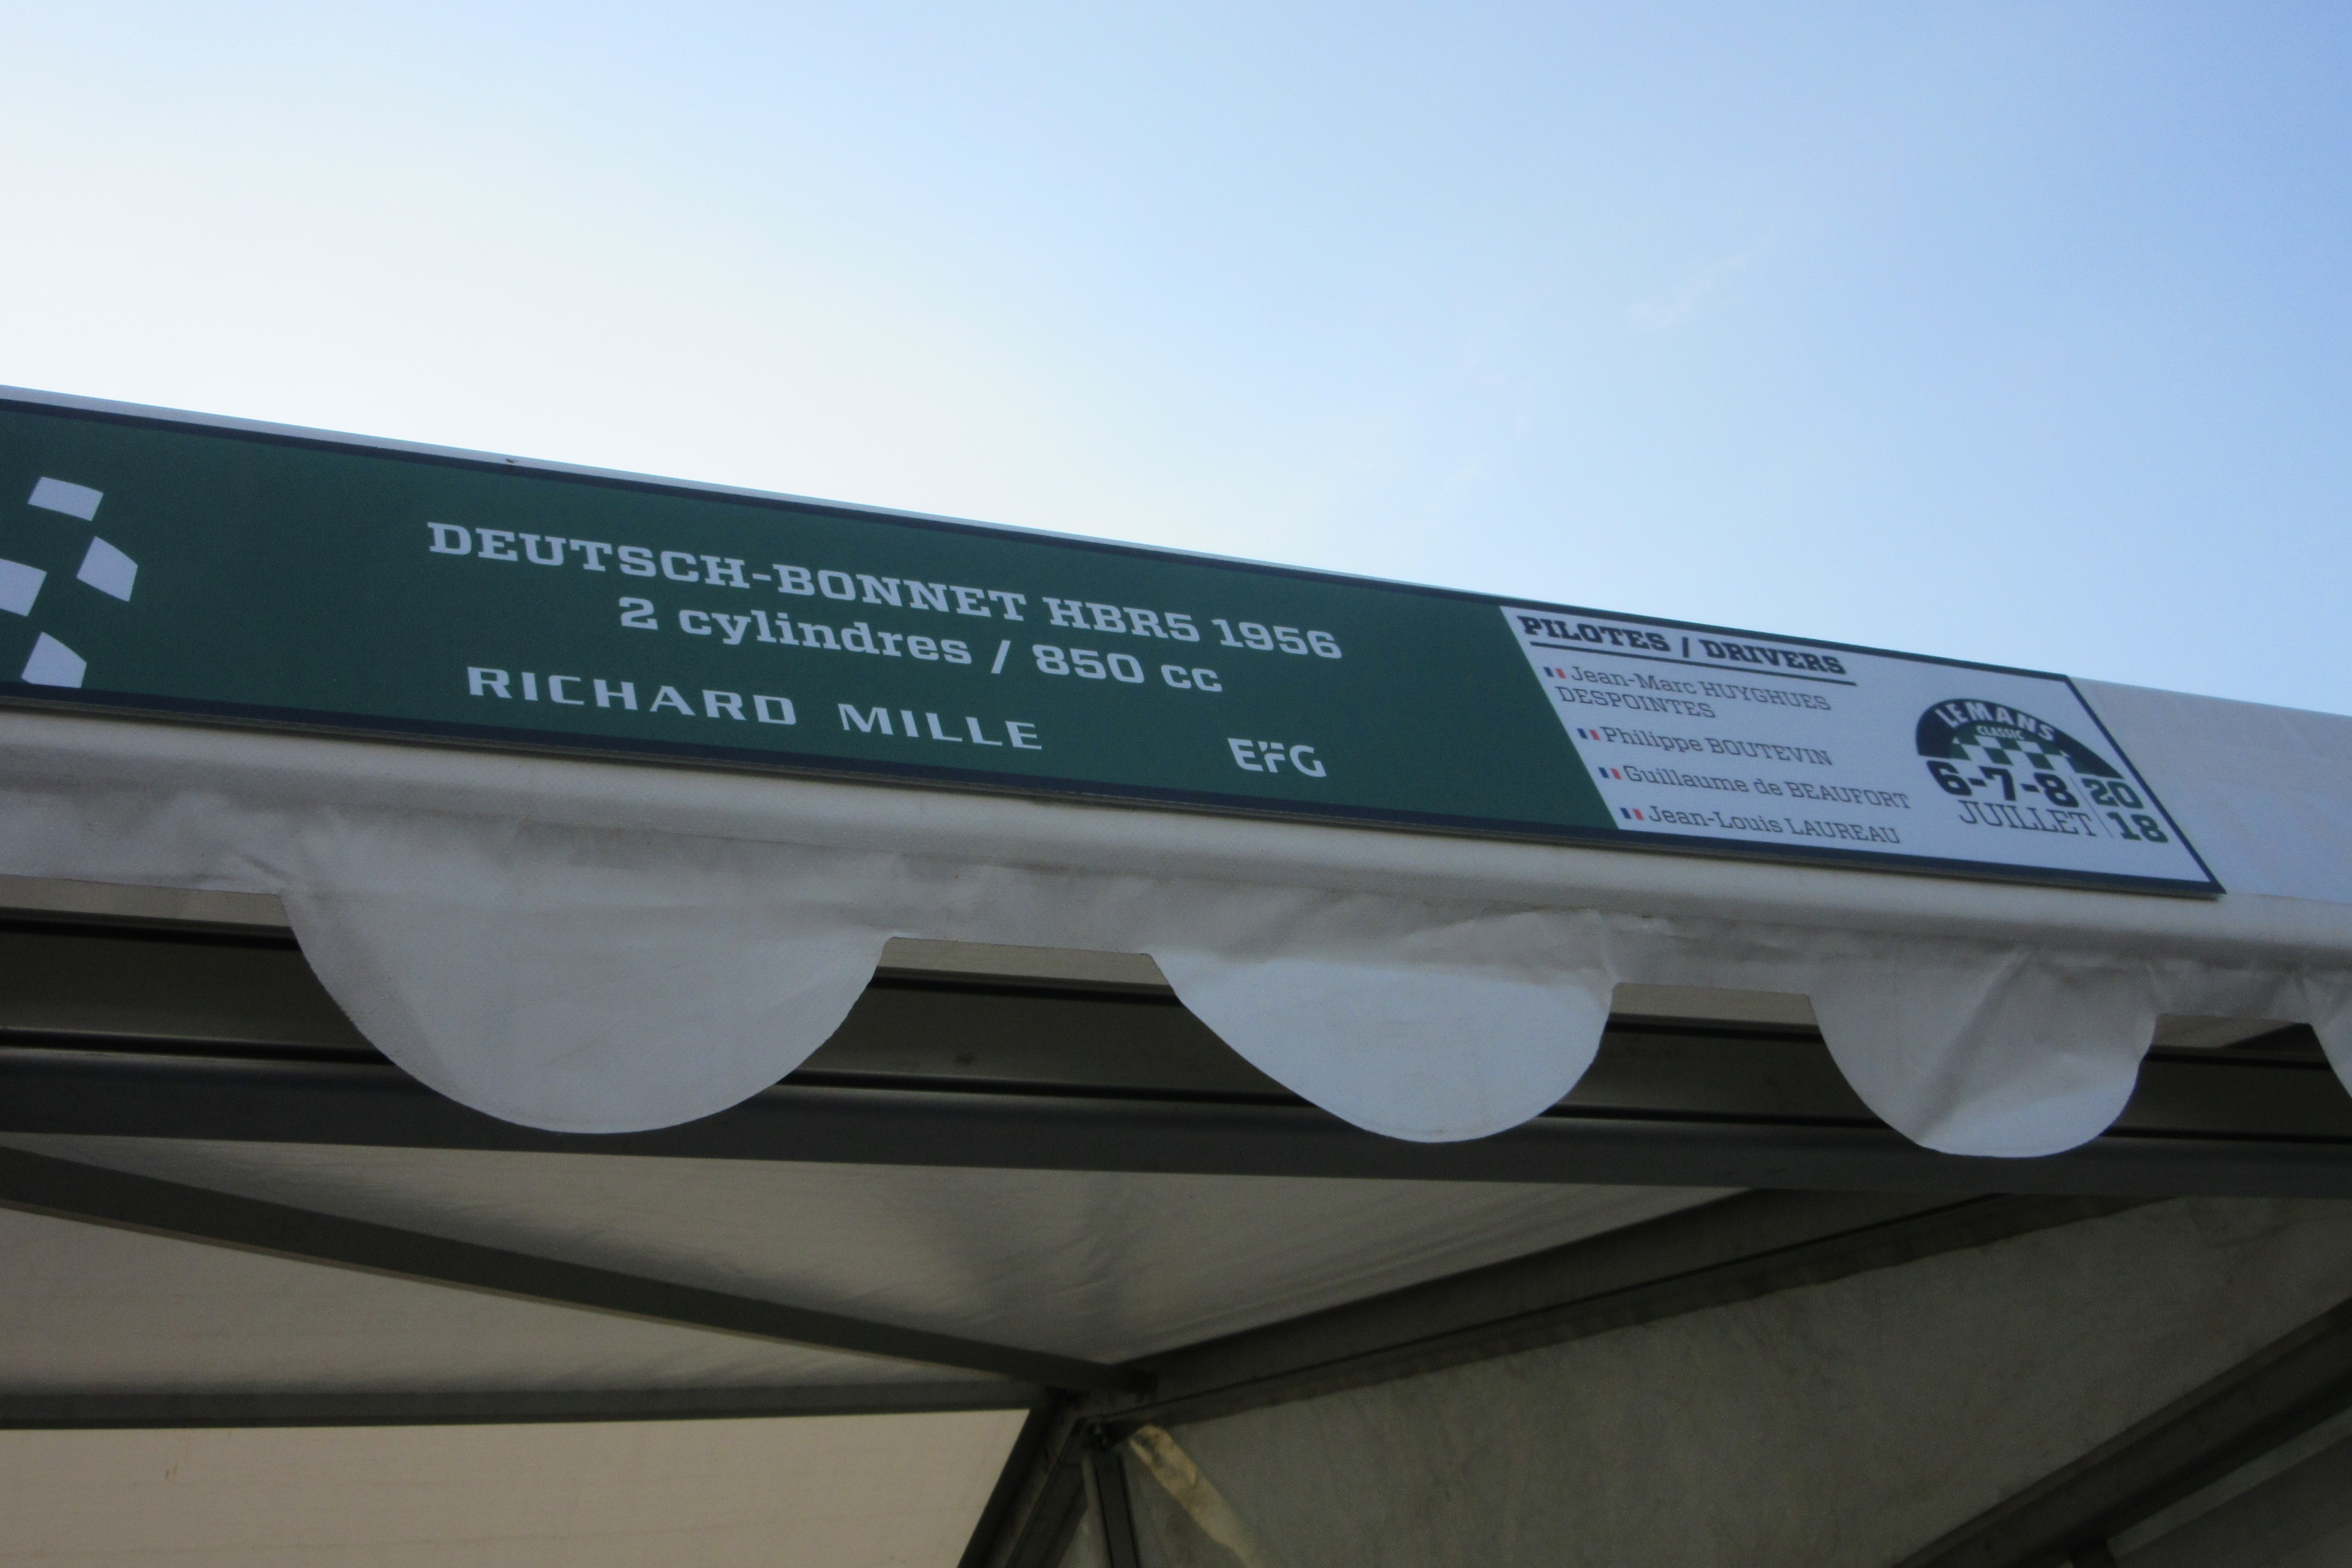 DEUTSCH-BONNET HBR5 1956
2 cylindres / 850 cc
RICHARD MILLE
EFG
PILOTES / DRIVERS
Jean-Marc HUYGHUES
DESPOINTES
Philippe BOUTEVIN
Guillaume de BEAUFORT
Jean-Louis LAUREAU
LE MANS
CLASSIC
6-7-8
JUILLET
20
18